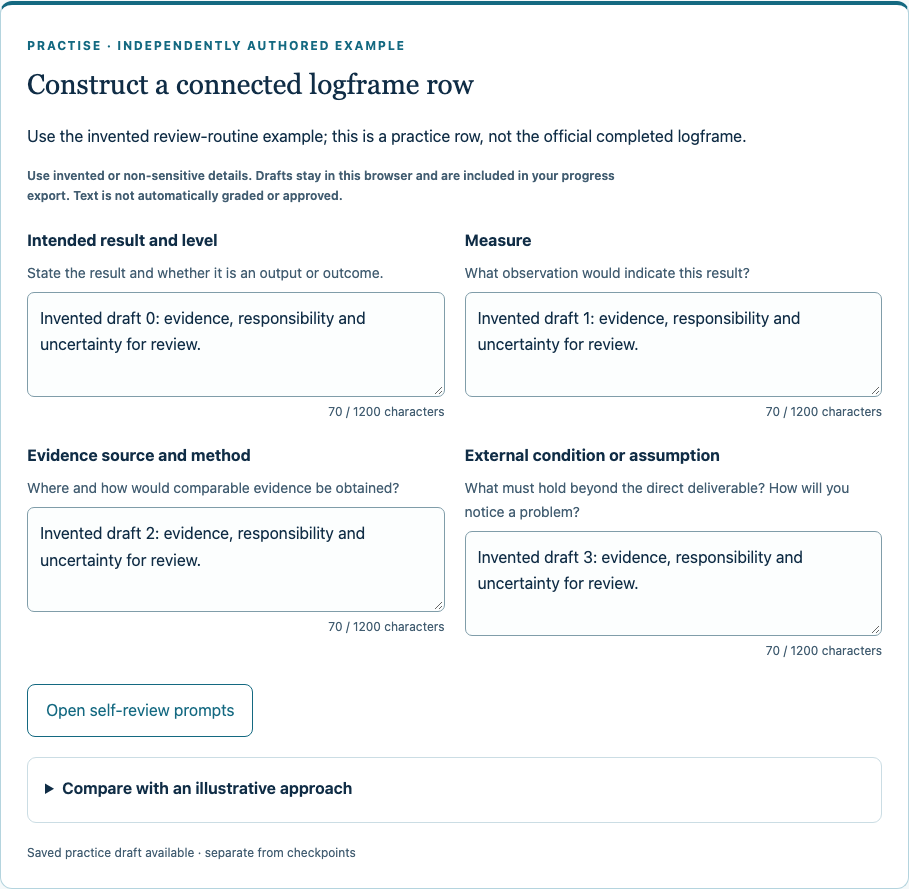 PRACTISE · INDEPENDENTLY AUTHORED EXAMPLE
Construct a connected logframe row
Use the invented review-routine example; this is a practice row, not the official completed logframe.
Use invented or non-sensitive details. Drafts stay in this browser and are included in your progress
export. Text is not automatically graded or approved.
Intended result and level
State the result and whether it is an output or outcome.
Invented draft 0: evidence, responsibility and
uncertainty for review.
70 / 1200 characters
Measure
What observation would indicate this result?
Invented draft 1: evidence, responsibility and
uncertainty for review.
70 / 1200 characters
Evidence source and method
Where and how would comparable evidence be obtained?
Invented draft 2: evidence, responsibility and
uncertainty for review.
70 / 1200 characters
External condition or assumption
What must hold beyond the direct deliverable? How will you
notice a problem?
Invented draft 3: evidence, responsibility and
uncertainty for review.
70 / 1200 characters
Open self-review prompts
Compare with an illustrative approach
Saved practice draft available · separate from checkpoints